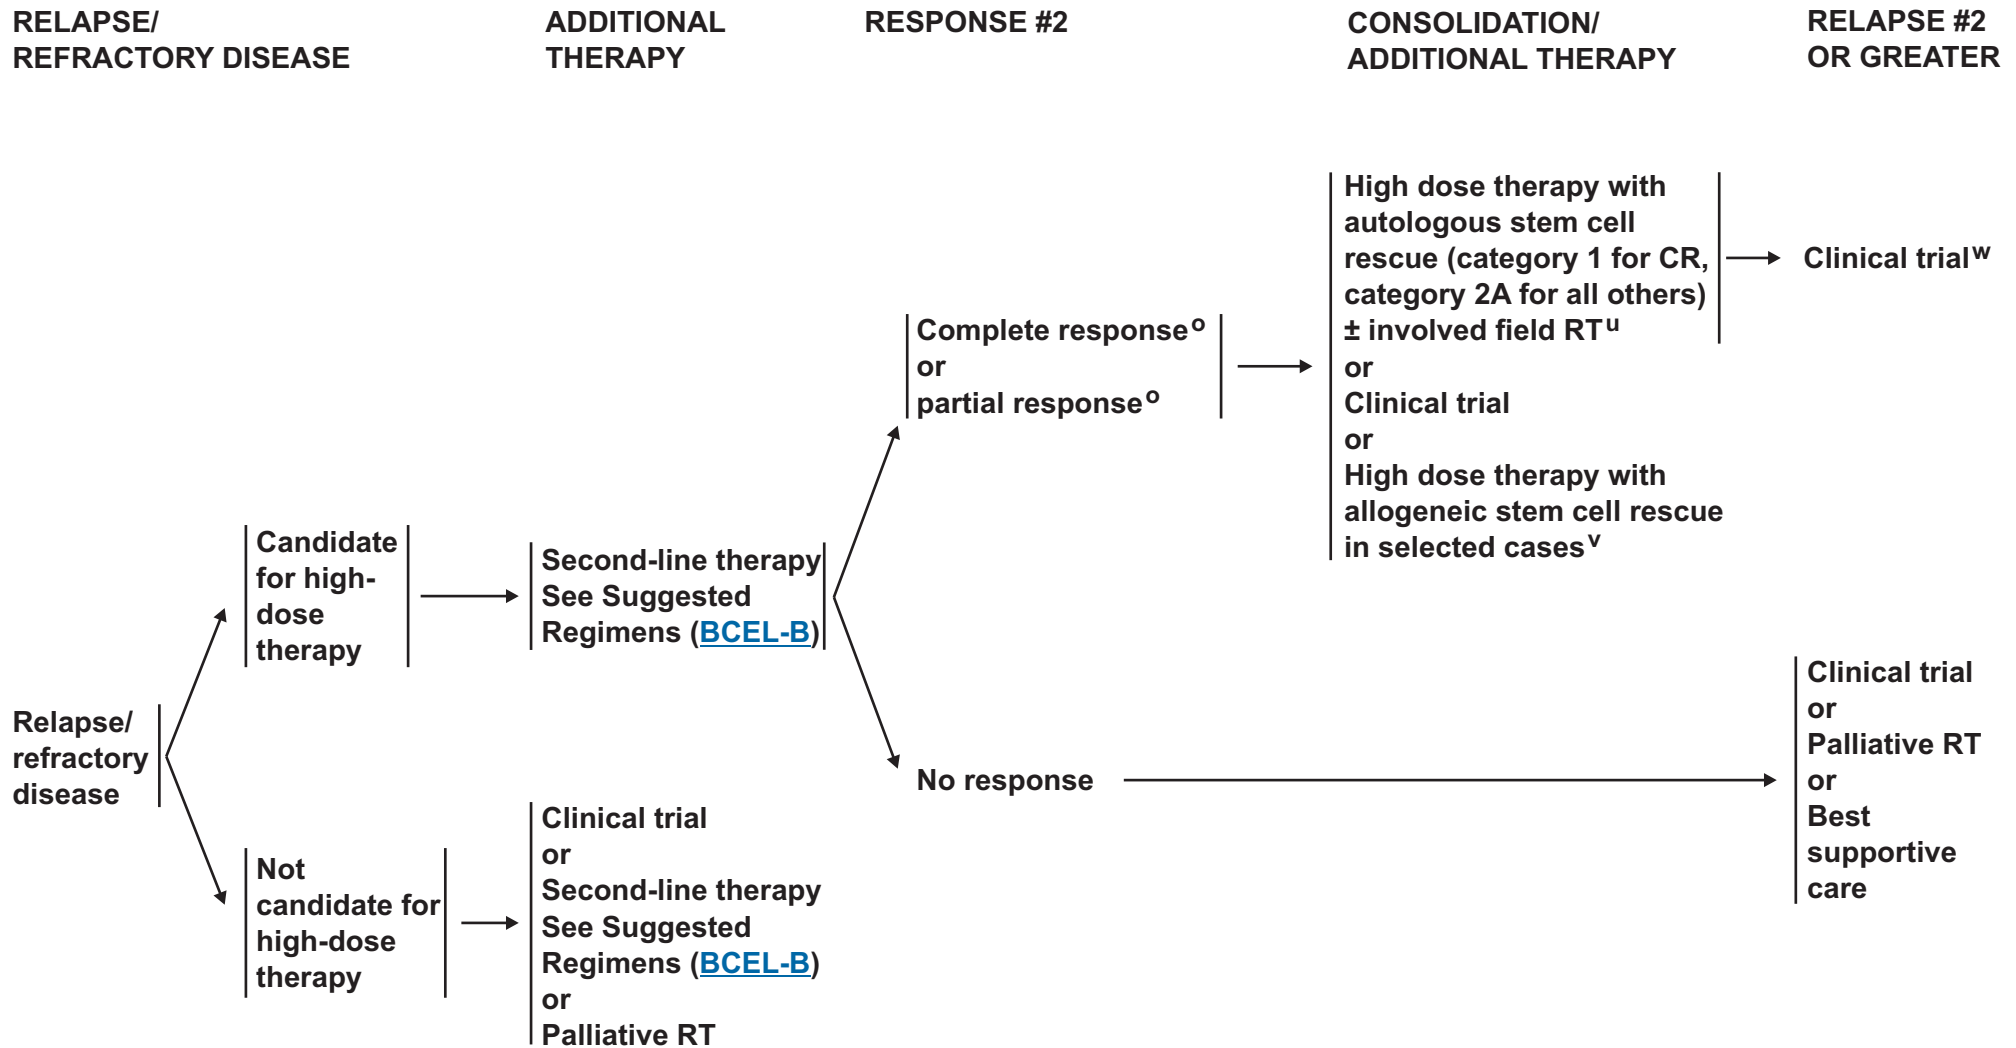 RELAPSE/
REFRACTORY DISEASE
ADDITIONAL
THERAPY
RESPONSE #2
CONSOLIDATION/
ADDITIONAL THERAPY
RELAPSE #2
OR GREATER
Relapse/
refractory
disease
Candidate
for high-
dose
therapy
Not
candidate for
high-dose
therapy
Second-line therapy
See Suggested
Regimens (BCEL-B)
Clinical trial
or
Second-line therapy
See Suggested
Regimens (BCEL-B)
or
Palliative RT
Complete response o
or
partial response o
No response
High dose therapy with
autologous stem cell
rescue (category 1 for CR,
category 2A for all others)
± involved field RT u
or
Clinical trial
or
High dose therapy with
allogeneic stem cell rescue
in selected cases v
Clinical trial w
Clinical trial
or
Palliative RT
or
Best
supportive
care